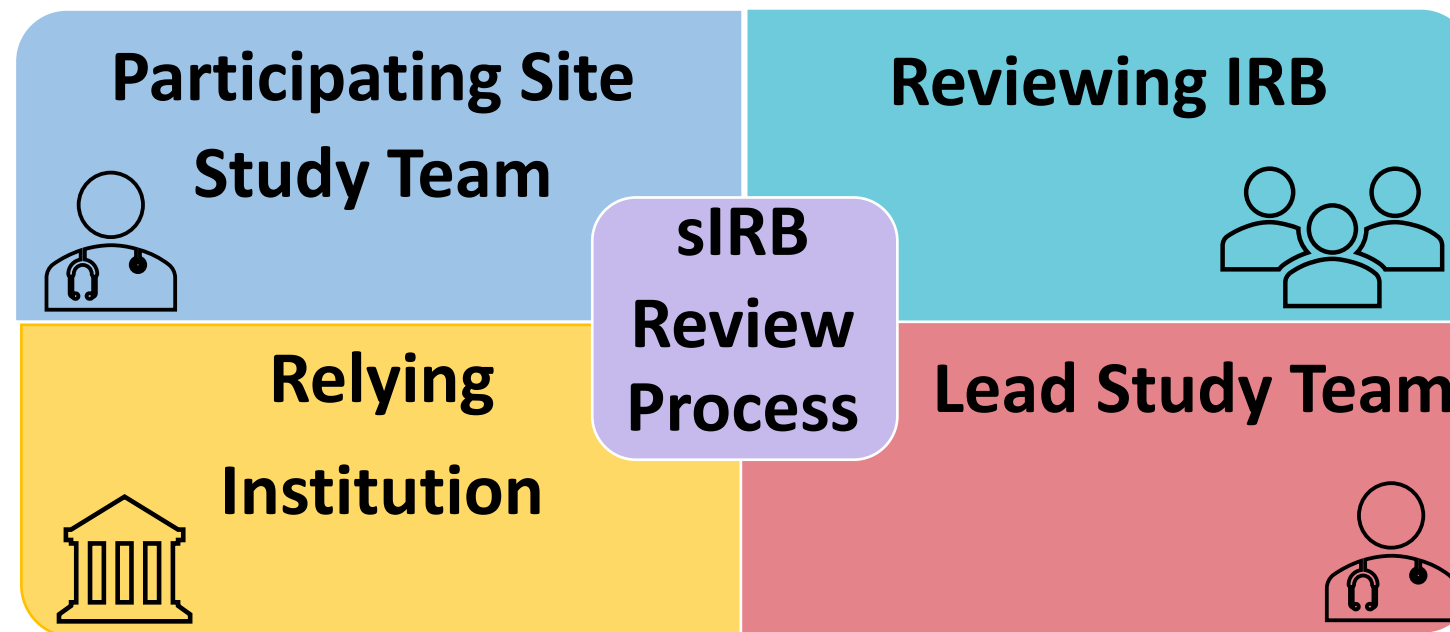 Participating Site
Study Team
Reviewing IRB
sIRB
Review
Process
Relying
Institution
Lead Study Team